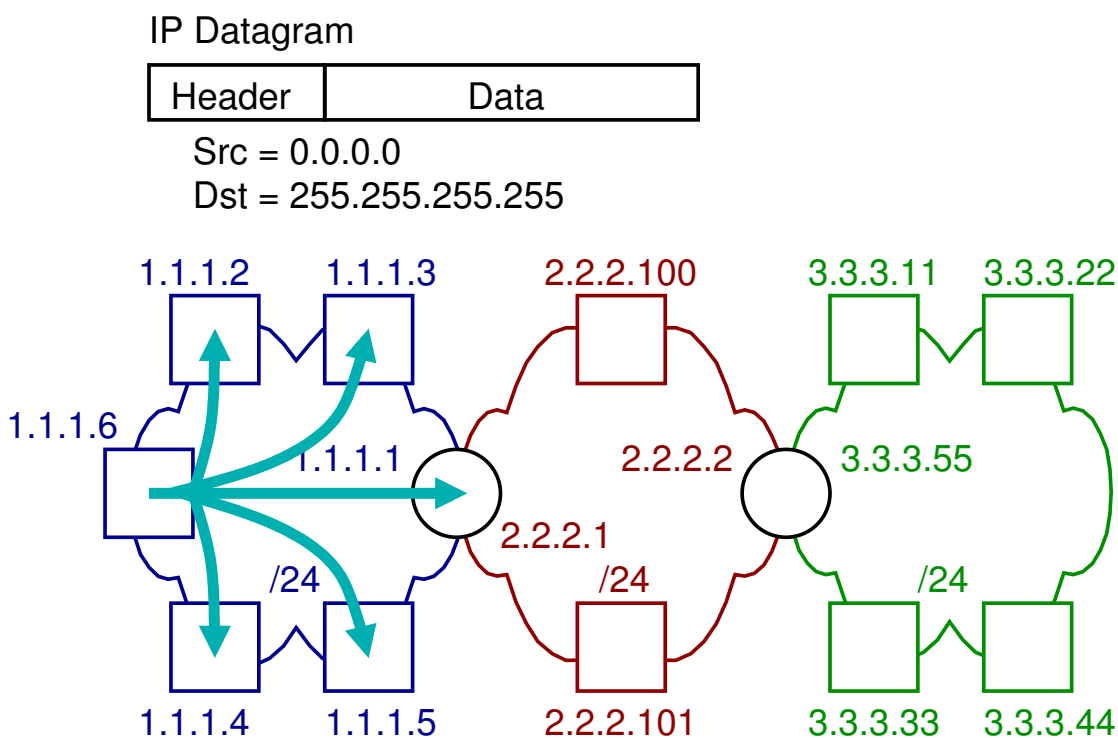 IP Datagram
Header Data
Src = 0.0.0.0
Dst = 255.255.255.255
1.1.1.2 1.1.1.3 2.2.2.100 3.3.3.11 3.3.3.22
1.1.1.6
1.1.1.1 2.2.2.2 3.3.3.55
2.2.2.1
/24 /24 /24
1.1.1.4 1.1.1.5 2.2.2.101 3.3.3.33 3.3.3.44